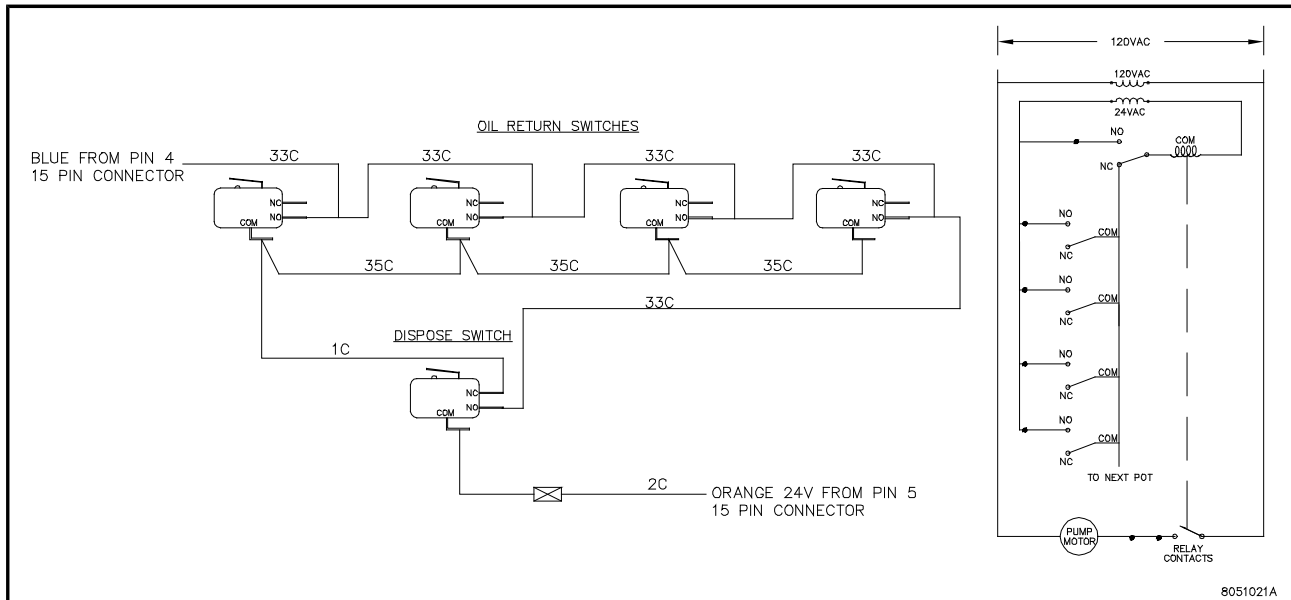 OIL RETURN SWITCHES
BLUE FROM PIN 4
15 PIN CONNECTOR
33C
33C
33C
33C
NC
NO
COM
NC
NO
COM
NC
NO
COM
NC
NO
COM
35C
35C
35C
33C
DISPOSE SWITCH
1C
NC
NO
COM
2C
ORANGE 24V FROM PIN 5
15 PIN CONNECTOR
120VAC
120VAC
24VAC
NO
COM
NC
NO
COM
NC
NO
COM
NC
NO
COM
NC
NO
COM
NC
TO NEXT POT
PUMP
MOTOR
RELAY
CONTACTS
8051021A